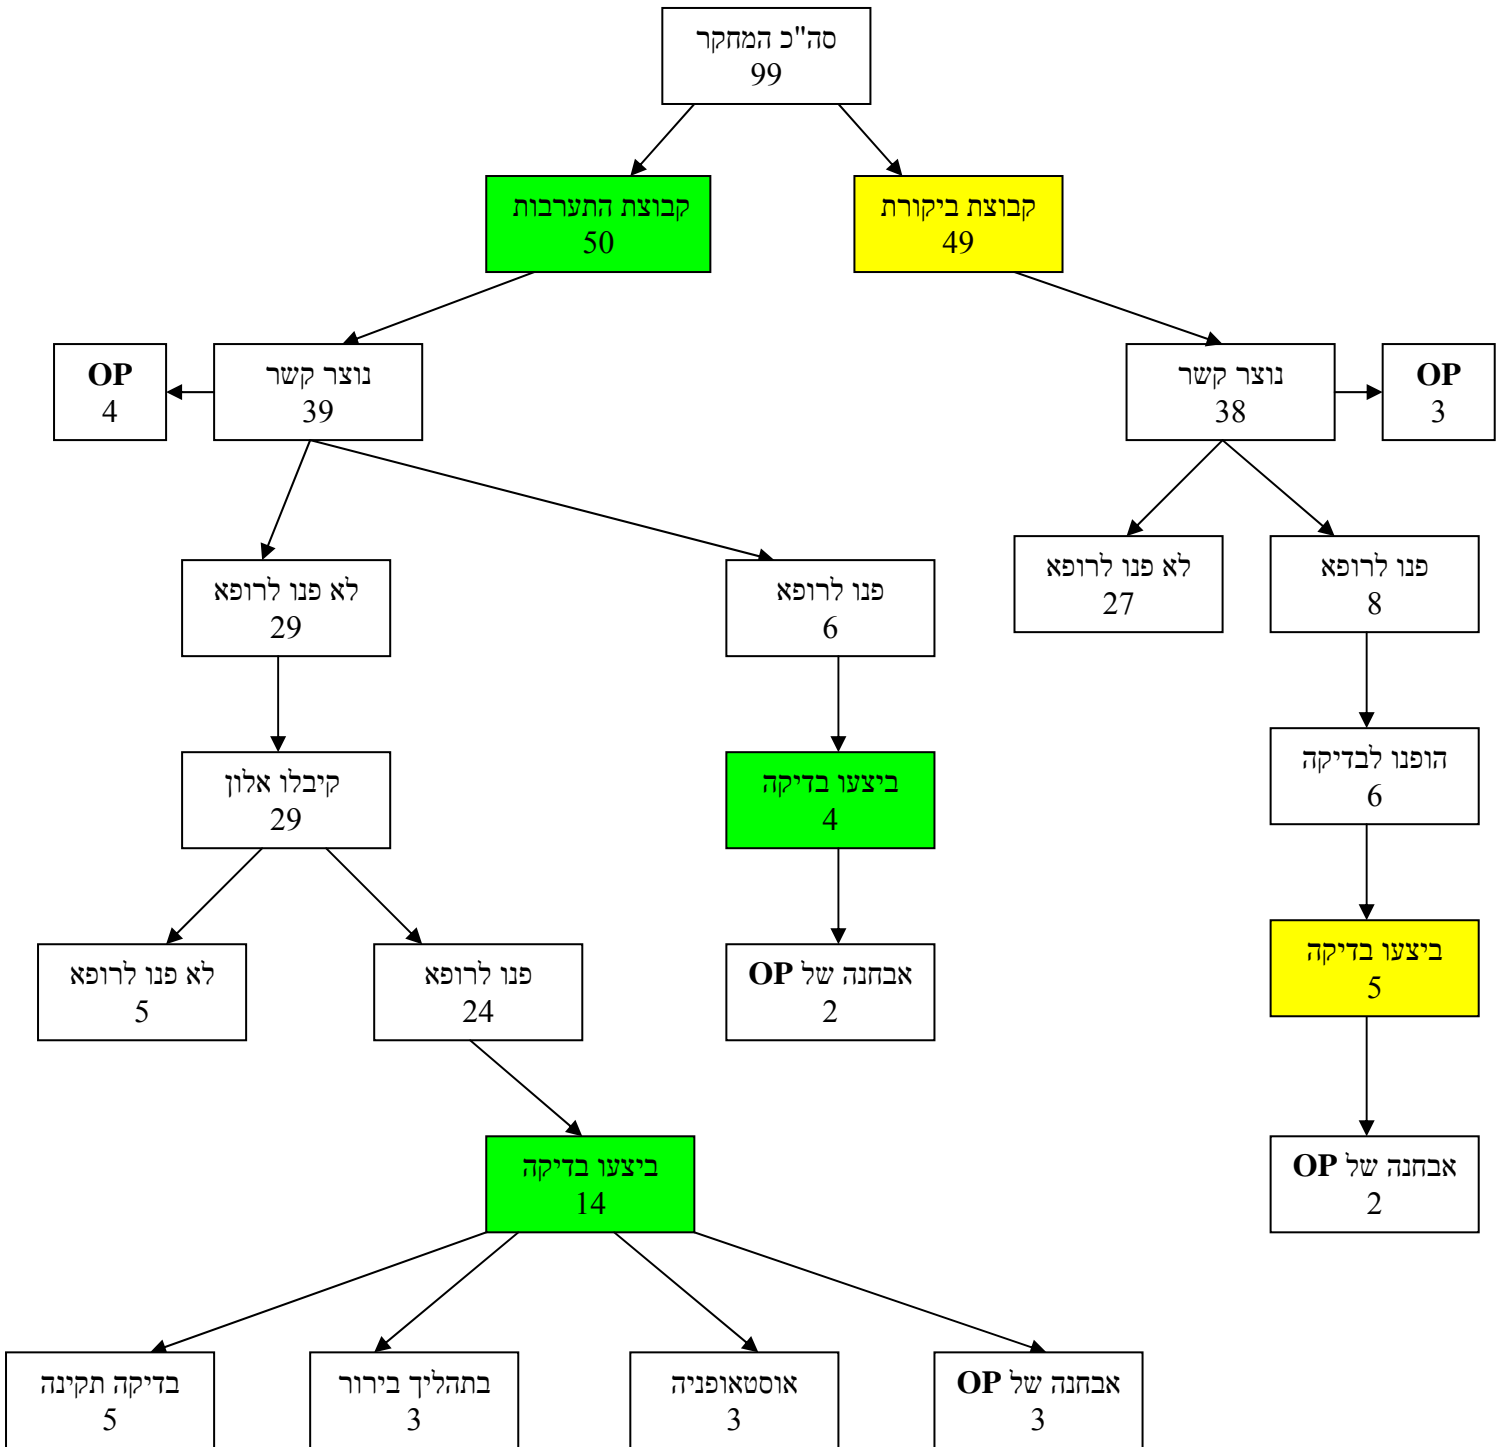 סה"כ המחקר
99
קבוצת ביקורת
49
קבוצת התערבות
50
OP
3
נוצר קשר
38
נוצר קשר
39
OP
4
פנו לרופא
8
לא פנו לרופא
27
פנו לרופא
6
לא פנו לרופא
29
הופנו לבדיקה
6
ביצעו בדיקה
4
קיבלו אלון
29
ביצעו בדיקה
5
אבחנה של OP
2
פנו לרופא
24
לא פנו לרופא
5
אבחנה של OP
2
ביצעו בדיקה
14
אבחנה של OP
3
אוסטאופניה
3
בתהליך בירור
3
בדיקה תקינה
5